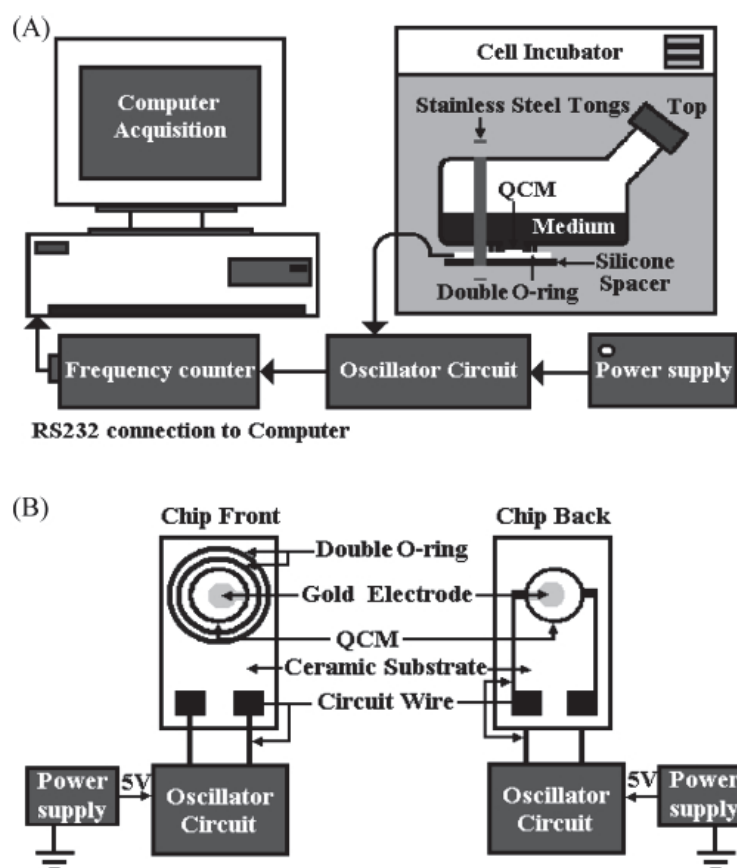 (A)
Computer
Acquisition
Cell Incubator
Stainless Steel Tongs
Top
QCM
Medium
Silicone
Spacer
Double O-ring
Frequency counter
Oscillator Circuit
Power supply
RS232 connection to Computer
(B)
Chip Front
Chip Back
Double O-ring
Gold Electrode
QCM
Ceramic Substrate
Circuit Wire
Power
supply
5V
Oscillator
Circuit
Oscillator
Circuit
5V
Power
supply